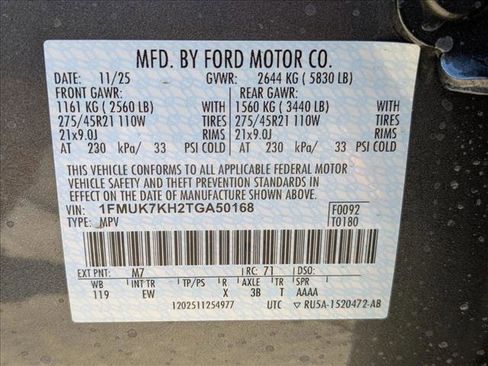 MFD. BY FORD MOTOR CO.
DATE: 11/25 GVWR: 2644 KG ( 5830 LB)
FRONT GAWR: REAR GAWR:
1161 KG ( 2560 LB) WITH 1560 KG ( 3440 LB) WITH
275/45R21 110W TIRES 275/45R21 110W TIRES
21x9.0J RIMS 21x9.0J RIMS
AT 230 kPa/ 33 PSI COLD AT 230 kPa/ 33 PSI COLD
THIS VEHICLE CONFORMS TO ALL APPLICABLE FEDERAL MOTOR
VEHICLE SAFETY AND THEFT PREVENTION STANDARDS IN
EFFECT ON THE DATE OF MANUFACTURE SHOWN ABOVE.
VIN: 1FMUK7KH2TGA50168 F0092
TYPE: MPV T0180
EXT PNT: M7 RC: 71 DSO:
WB INT TR TP/PS R AXLE TR SPR
119 EW X 3B T AAAA
1202511254977 UTC RU5A-1520472-AB